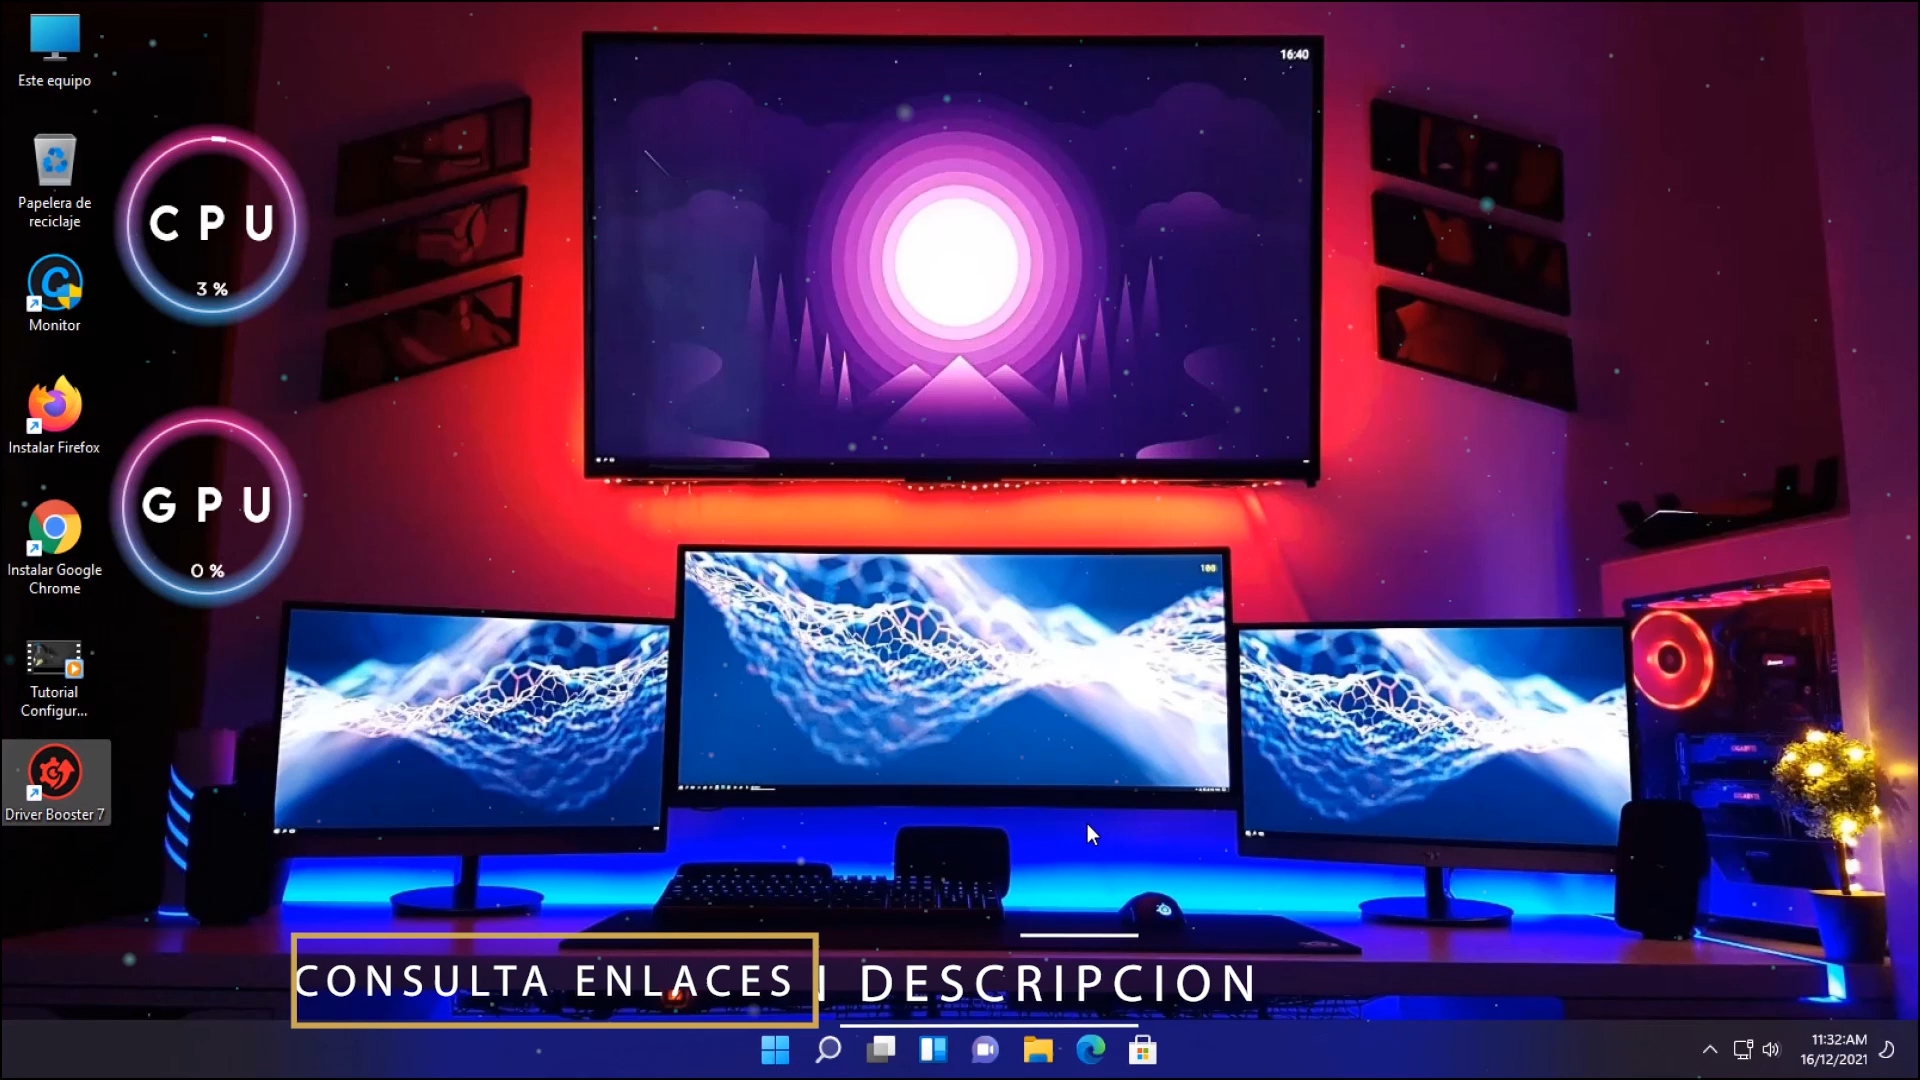 Este equipo
Papelera de
reciclaje
Monitor
Instalar Firefox
Instalar Google
Chrome
Tutorial
Configur...
Driver Booster 7
CPU
3 %
GPU
0 %
16:40
100
CONSULTA ENLACES
N DESCRIPCION
11:32:AM
16/12/2021